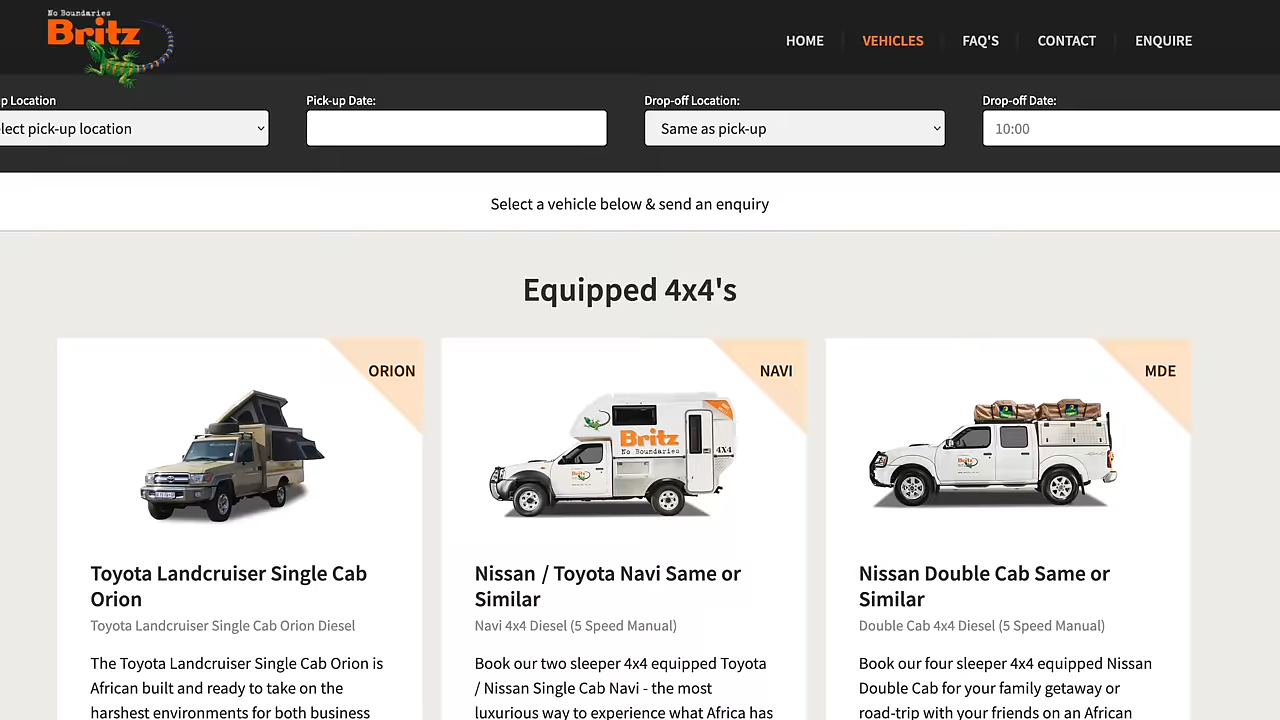 No Boundaries
Britz
HOME
VEHICLES
FAQ'S
CONTACT
ENQUIRE
p Location
Pick-up Date:
Drop-off Location:
Drop-off Date:
lect pick-up location
Same as pick-up
10:00
Select a vehicle below & send an enquiry
Equipped 4x4's
ORION
NAVI
MDE
Britz
No Boundaries
4X4
Britz
Britz
Toyota Landcruiser Single Cab
Orion
Toyota Landcruiser Single Cab Orion Diesel
The Toyota Landcruiser Single Cab Orion is
African built and ready to take on the
harshest environments for both business
Nissan / Toyota Navi Same or
Similar
Navi 4x4 Diesel (5 Speed Manual)
Book our two sleeper 4x4 equipped Toyota
/ Nissan Single Cab Navi - the most
luxurious way to experience what Africa has
Nissan Double Cab Same or
Similar
Double Cab 4x4 Diesel (5 Speed Manual)
Book our four sleeper 4x4 equipped Nissan
Double Cab for your family getaway or
road-trip with your friends on an African